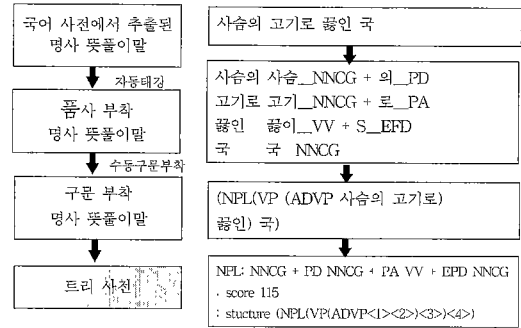 국어 사전에서 추출된
명사 뜻풀이말
자동태깅
품사 부착
명사 뜻풀이말
수동구문부착
구문 부착
명사 뜻풀이말
트리 사전
사슴의 고기로 끓인 국
사슴의 사슴__NNCG + 의__PD
고기로 고기__NNCG + 로__PA
끓인 끓이__VV + S__EFD
국 국 NNCG
(NPL(VP (ADVP 사슴의 고기로)
끓인) 국)
NPL: NNCG + PD NNCG + PA VV + EPD NNCG
. score 115
: stucture (NPL(VP(ADVP<1><2>)<3>)<4>)